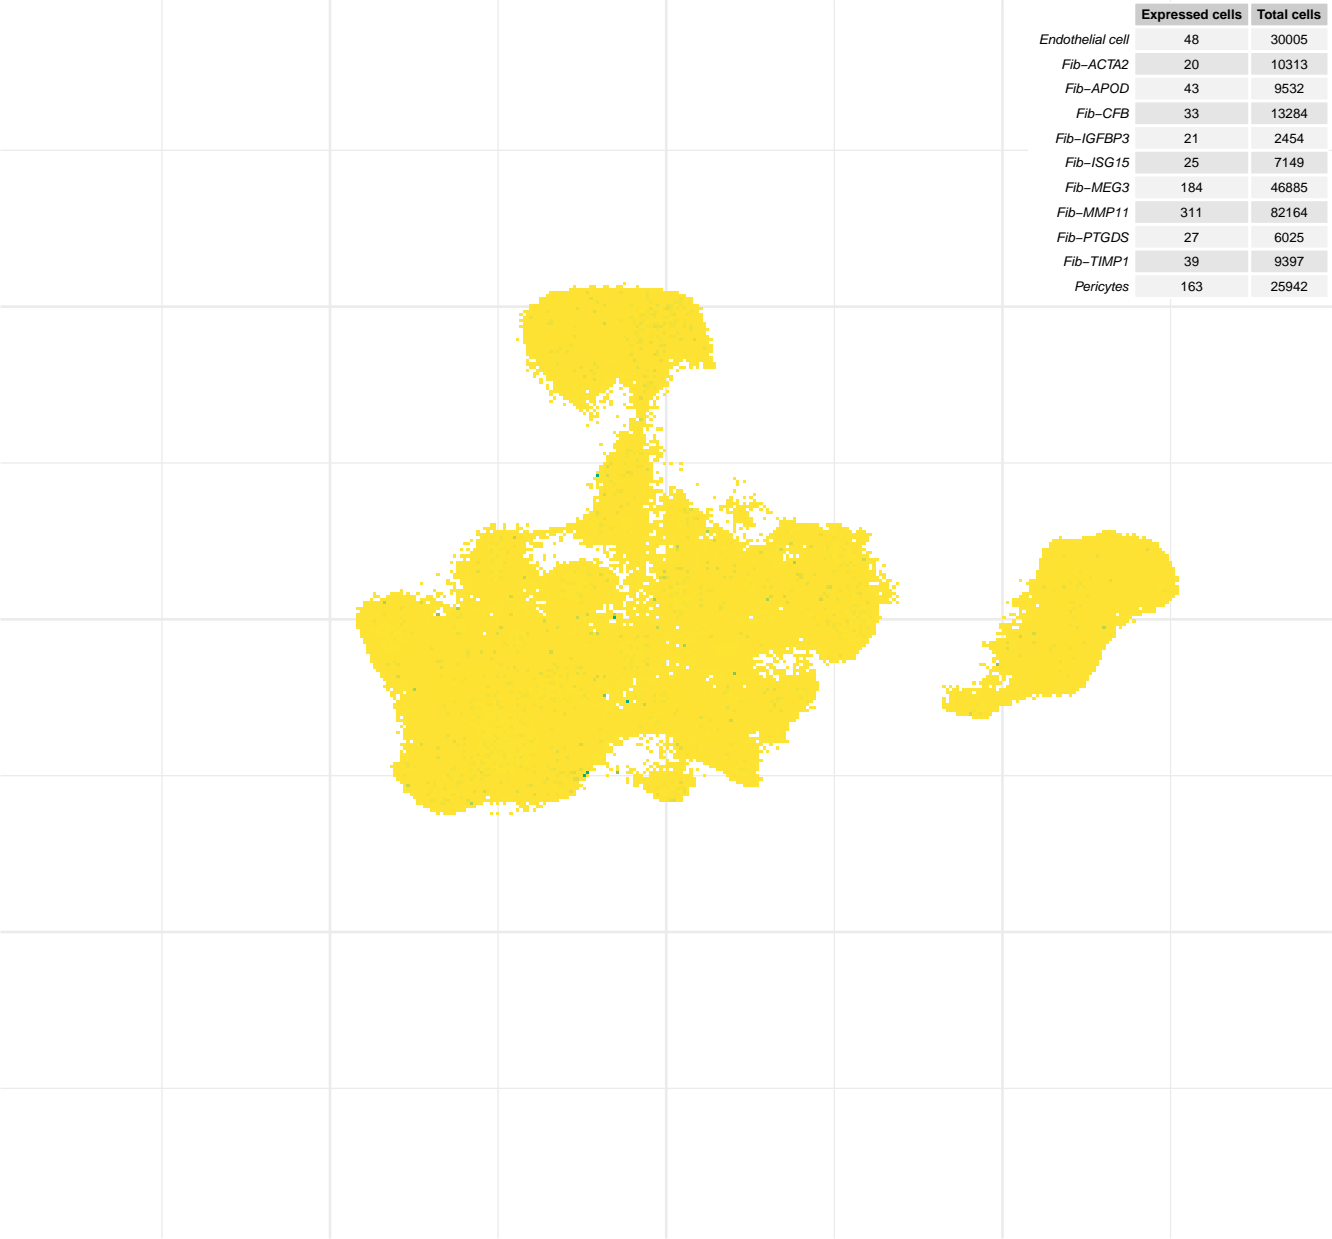 Expressed cells Total cells
Endothelial cell 48 30005
Fib−ACTA2 20 10313
Fib−APOD 43 9532
Fib−CFB 33 13284
Fib−IGFBP3 21 2454
Fib−ISG15 25 7149
Fib−MEG3 184 46885
Fib−MMP11 311 82164
Fib−PTGDS 27 6025
Fib−TIMP1 39 9397
Pericytes 163 25942